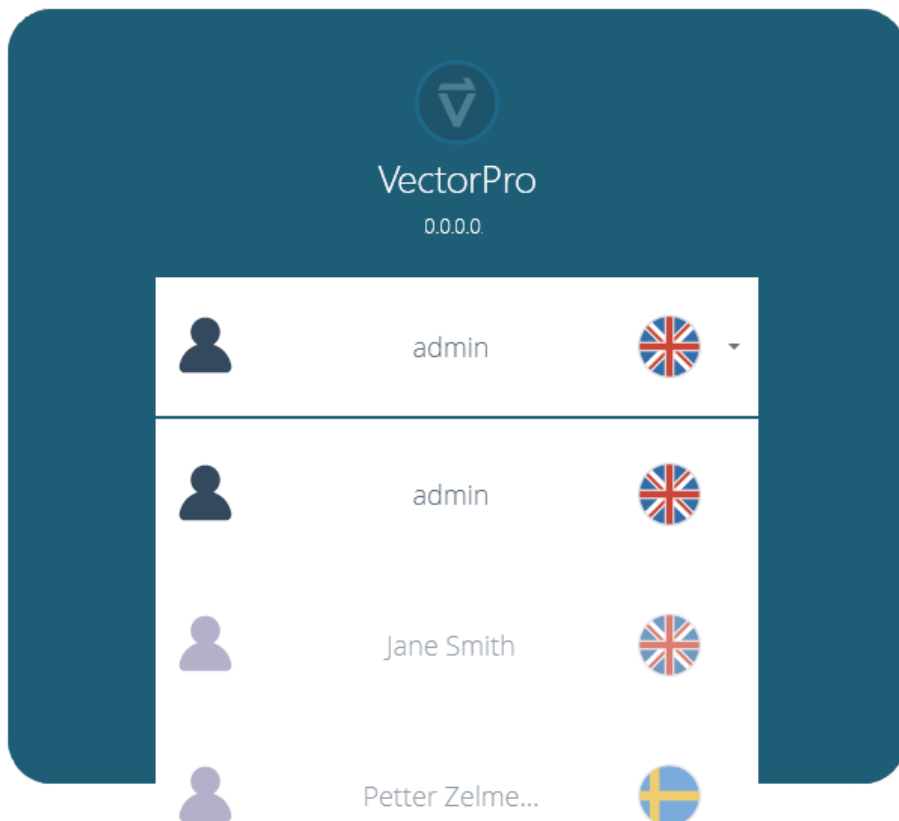 VectorPro
0.0.0.0
admin
admin
Jane Smith
Petter Zelme...